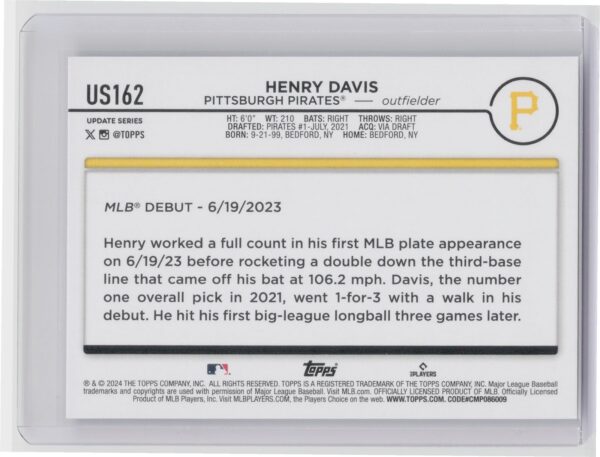 US162
HENRY DAVIS
PITTSBURGH PIRATES® — outfielder
P
UPDATE SERIES
X @TOPPS
HT: 6'0" WT: 210 BATS: RIGHT THROWS: RIGHT
DRAFTED: PIRATES #1-JULY, 2021 ACQ: VIA DRAFT
BORN: 9-21-99, BEDFORD, NY HOME: BEDFORD, NY
MLB® DEBUT - 6/19/2023
Henry worked a full count in his first MLB plate appearance
on 6/19/23 before rocketing a double down the third-base
line that came off his bat at 106.2 mph. Davis, the number
one overall pick in 2021, went 1-for-3 with a walk in his
debut. He hit his first big-league longball three games later.
Topps
PLAYERS
® & © 2024 THE TOPPS COMPANY, INC. ALL RIGHTS RESERVED. TOPPS IS A REGISTERED TRADEMARK OF THE TOPPS COMPANY, INC. Major League Baseball
trademarks and copyrights are used with permission of Major League Baseball. Visit MLB.com. OFFICIALLY LICENSED PRODUCT OF MLB. Officially Licensed
Product of MLB Players, Inc. Visit MLBPLAYERS.COM, the Players Choice on the web. WWW.TOPPS.COM. CODE#CMP086009